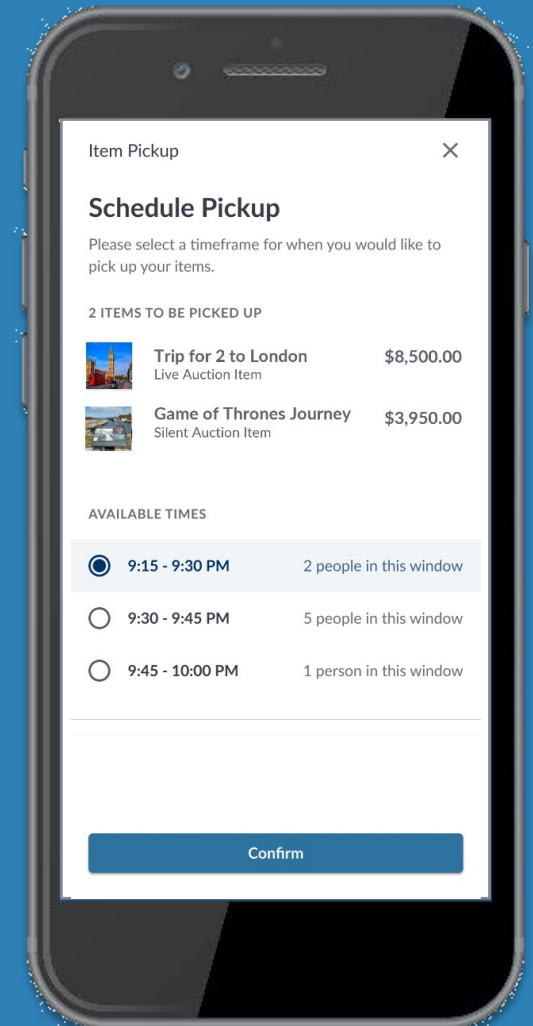 Item Pickup
Schedule Pickup
Please select a timeframe for when you would like to
pick up your items.
2 ITEMS TO BE PICKED UP
Trip for 2 to London $8,500.00
Live Auction Item
Game of Thrones Journey $3,950.00
Silent Auction Item
AVAILABLE TIMES
9:15 - 9:30 PM 2 people in this window
9:30 - 9:45 PM 5 people in this window
9:45 - 10:00 PM 1 person in this window
Confirm